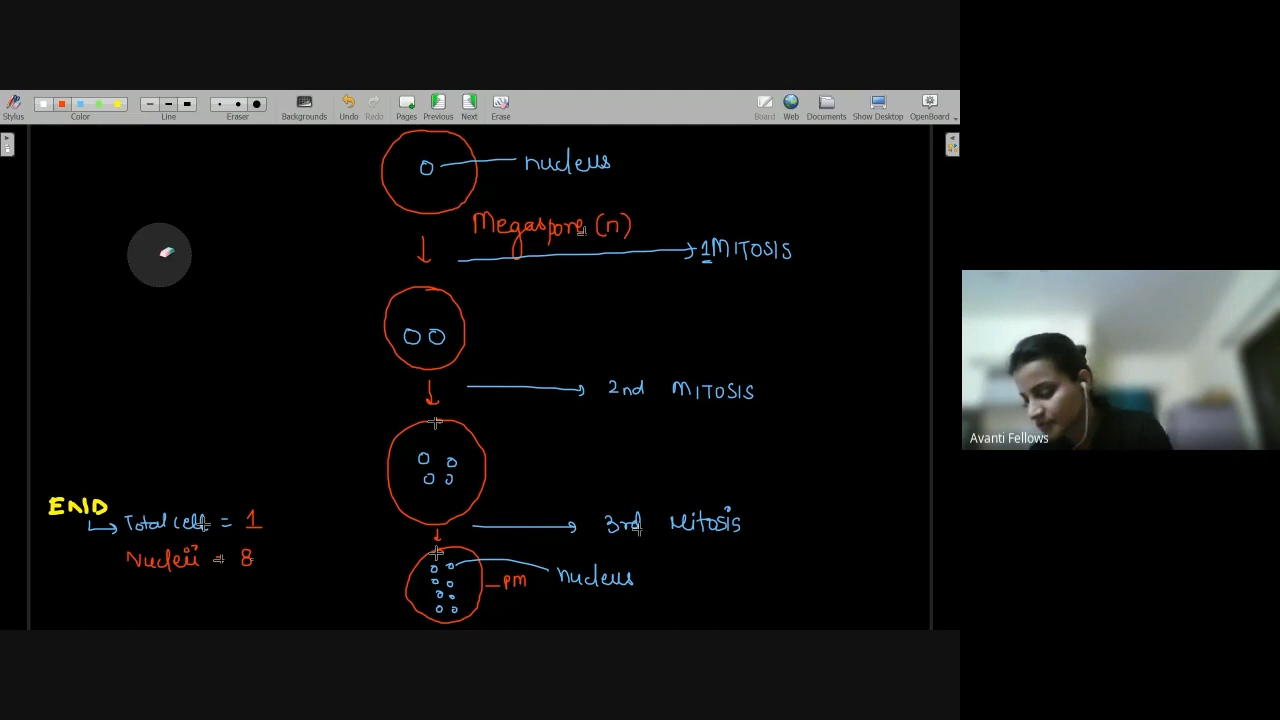 Stylus
Color
Line
Eraser
Backgrounds
Undo
Redo
Pages
Previous
Next
Erase
Board
Web
Documents
Show Desktop
OpenBoard
nucleus
Megaspore (n)
1 MITOSIS
2nd MITOSIS
END
Total cell = 1
3rd Mitosis
Nucleii = 8
nucleus
PM
Avanti Fellows